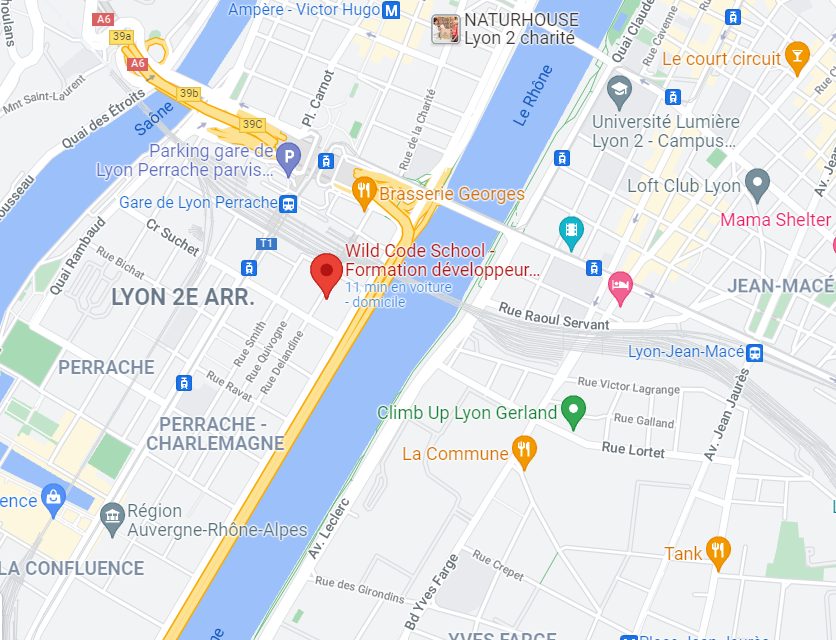 Ampère - Victor Hugo
M
NATURHOUSE
Lyon 2 charité
A6
39a
A6
39b
39C
Mnt Saint-Laurent
Quai des Étroits
Saône
Pl. Carnot
Rue de la Charité
Le Rhône
Quai Claude
Rue Cavenne
Le court circuit
Université Lumière
Lyon 2 - Campus...
Parking gare de
Lyon Perrache parvis...
P
Brasserie Georges
Loft Club Lyon
Mama Shelter
Gare de Lyon Perrache
T1
Cr Suchet
Quai Rambaud
Rue Bichat
Wild Code School -
Formation développeur...
11 min en voiture
- domicile
LYON 2E ARR.
JEAN-MACÉ
Rue Raoul Servant
Lyon-Jean-Macé
Rue Smith
Rue Quivogne
Rue Delandine
PERRACHE
Rue Ravat
Rue Victor Lagrange
Climb Up Lyon Gerland
Rue Galland
Av. Jean Jaurès
PERRACHE -
CHARLEMAGNE
Rue Lortet
La Commune
ence
Région
Auvergne-Rhône-Alpes
Av. Leclerc
Tank
LA CONFLUENCE
Rue des Girondins
Bd Yves Farge
Rue Crepet
YVES FARGE
Place Jean Jaurès